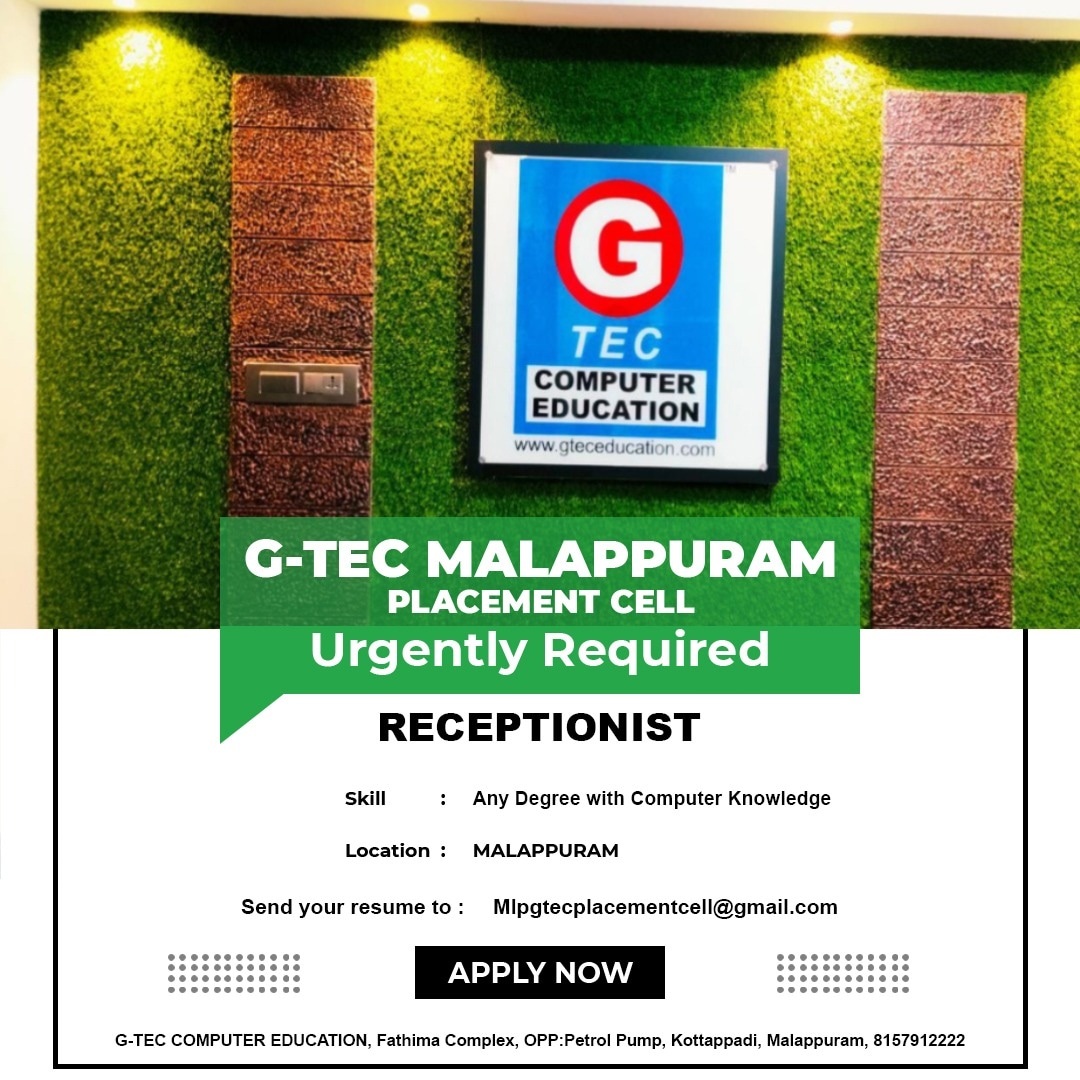 TM
G
TEC
COMPUTER
EDUCATION
www.gteceducation.com
G-TEC MALAPPURAM
PLACEMENT CELL
Urgently Required
RECEPTIONIST
Skill : Any Degree with Computer Knowledge
Location : MALAPPURAM
Send your resume to : Mlpgtecplacementcell@gmail.com
APPLY NOW
G-TEC COMPUTER EDUCATION, Fathima Complex, OPP:Petrol Pump, Kottappadi, Malappuram, 8157912222